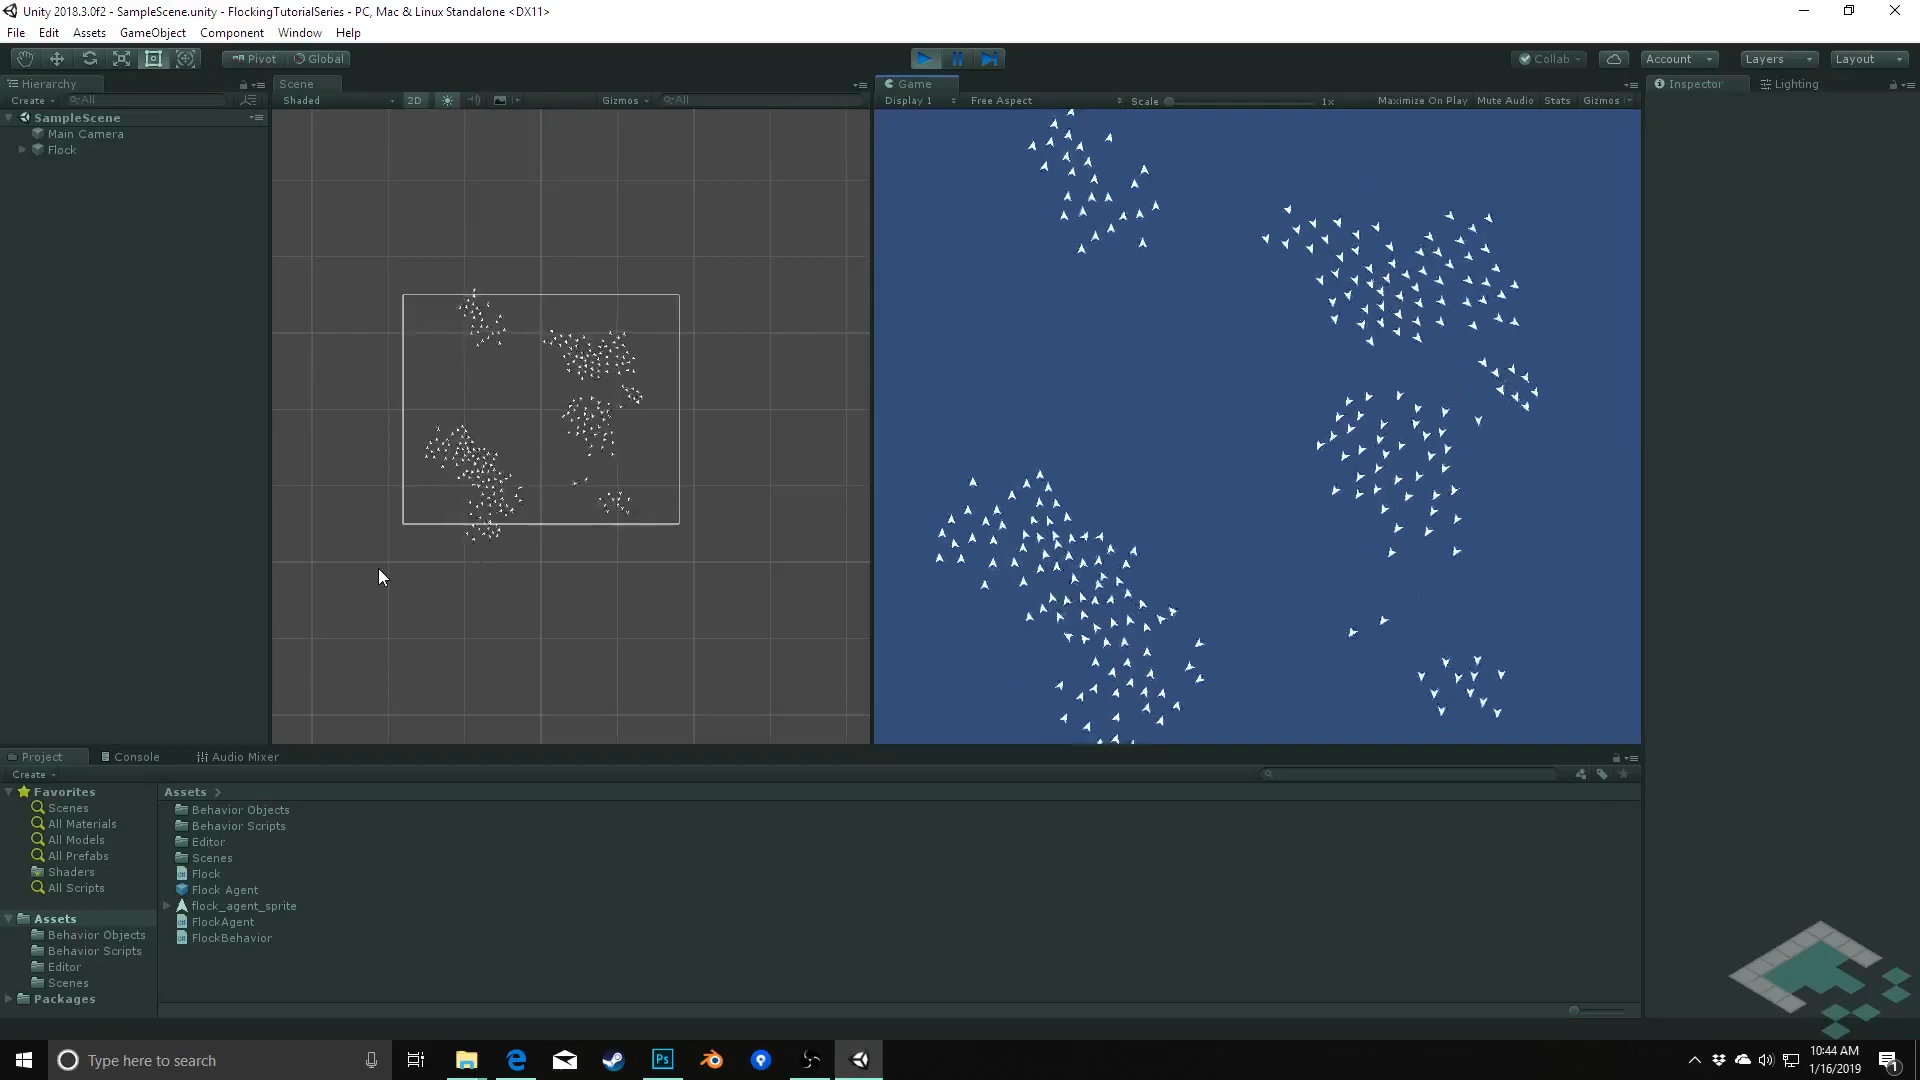 Unity 2018.3.0f2 - SampleScene.unity - FlockingTutorialSeries - PC, Mac & Linux Standalone <DX11>
File Edit Assets GameObject Component Window Help
Pivot Global Collab Account Layers Layout
Hierarchy Scene Game Inspector Lighting
Create All Shaded 2D Gizmos All Display 1 Free Aspect Scale 1x Maximize On Play Mute Audio Stats Gizmos
SampleScene
Main Camera
Flock
Project Console Audio Mixer
Create
Favorites
Scenes
All Materials
All Models
All Prefabs
Shaders
All Scripts
Assets
Behavior Objects
Behavior Scripts
Editor
Scenes
Packages
Assets
Behavior Objects
Behavior Scripts
Editor
Scenes
Flock
Flock Agent
flock_agent_sprite
FlockAgent
FlockBehavior
Type here to search
Ps
10:44 AM
1/16/2019
1